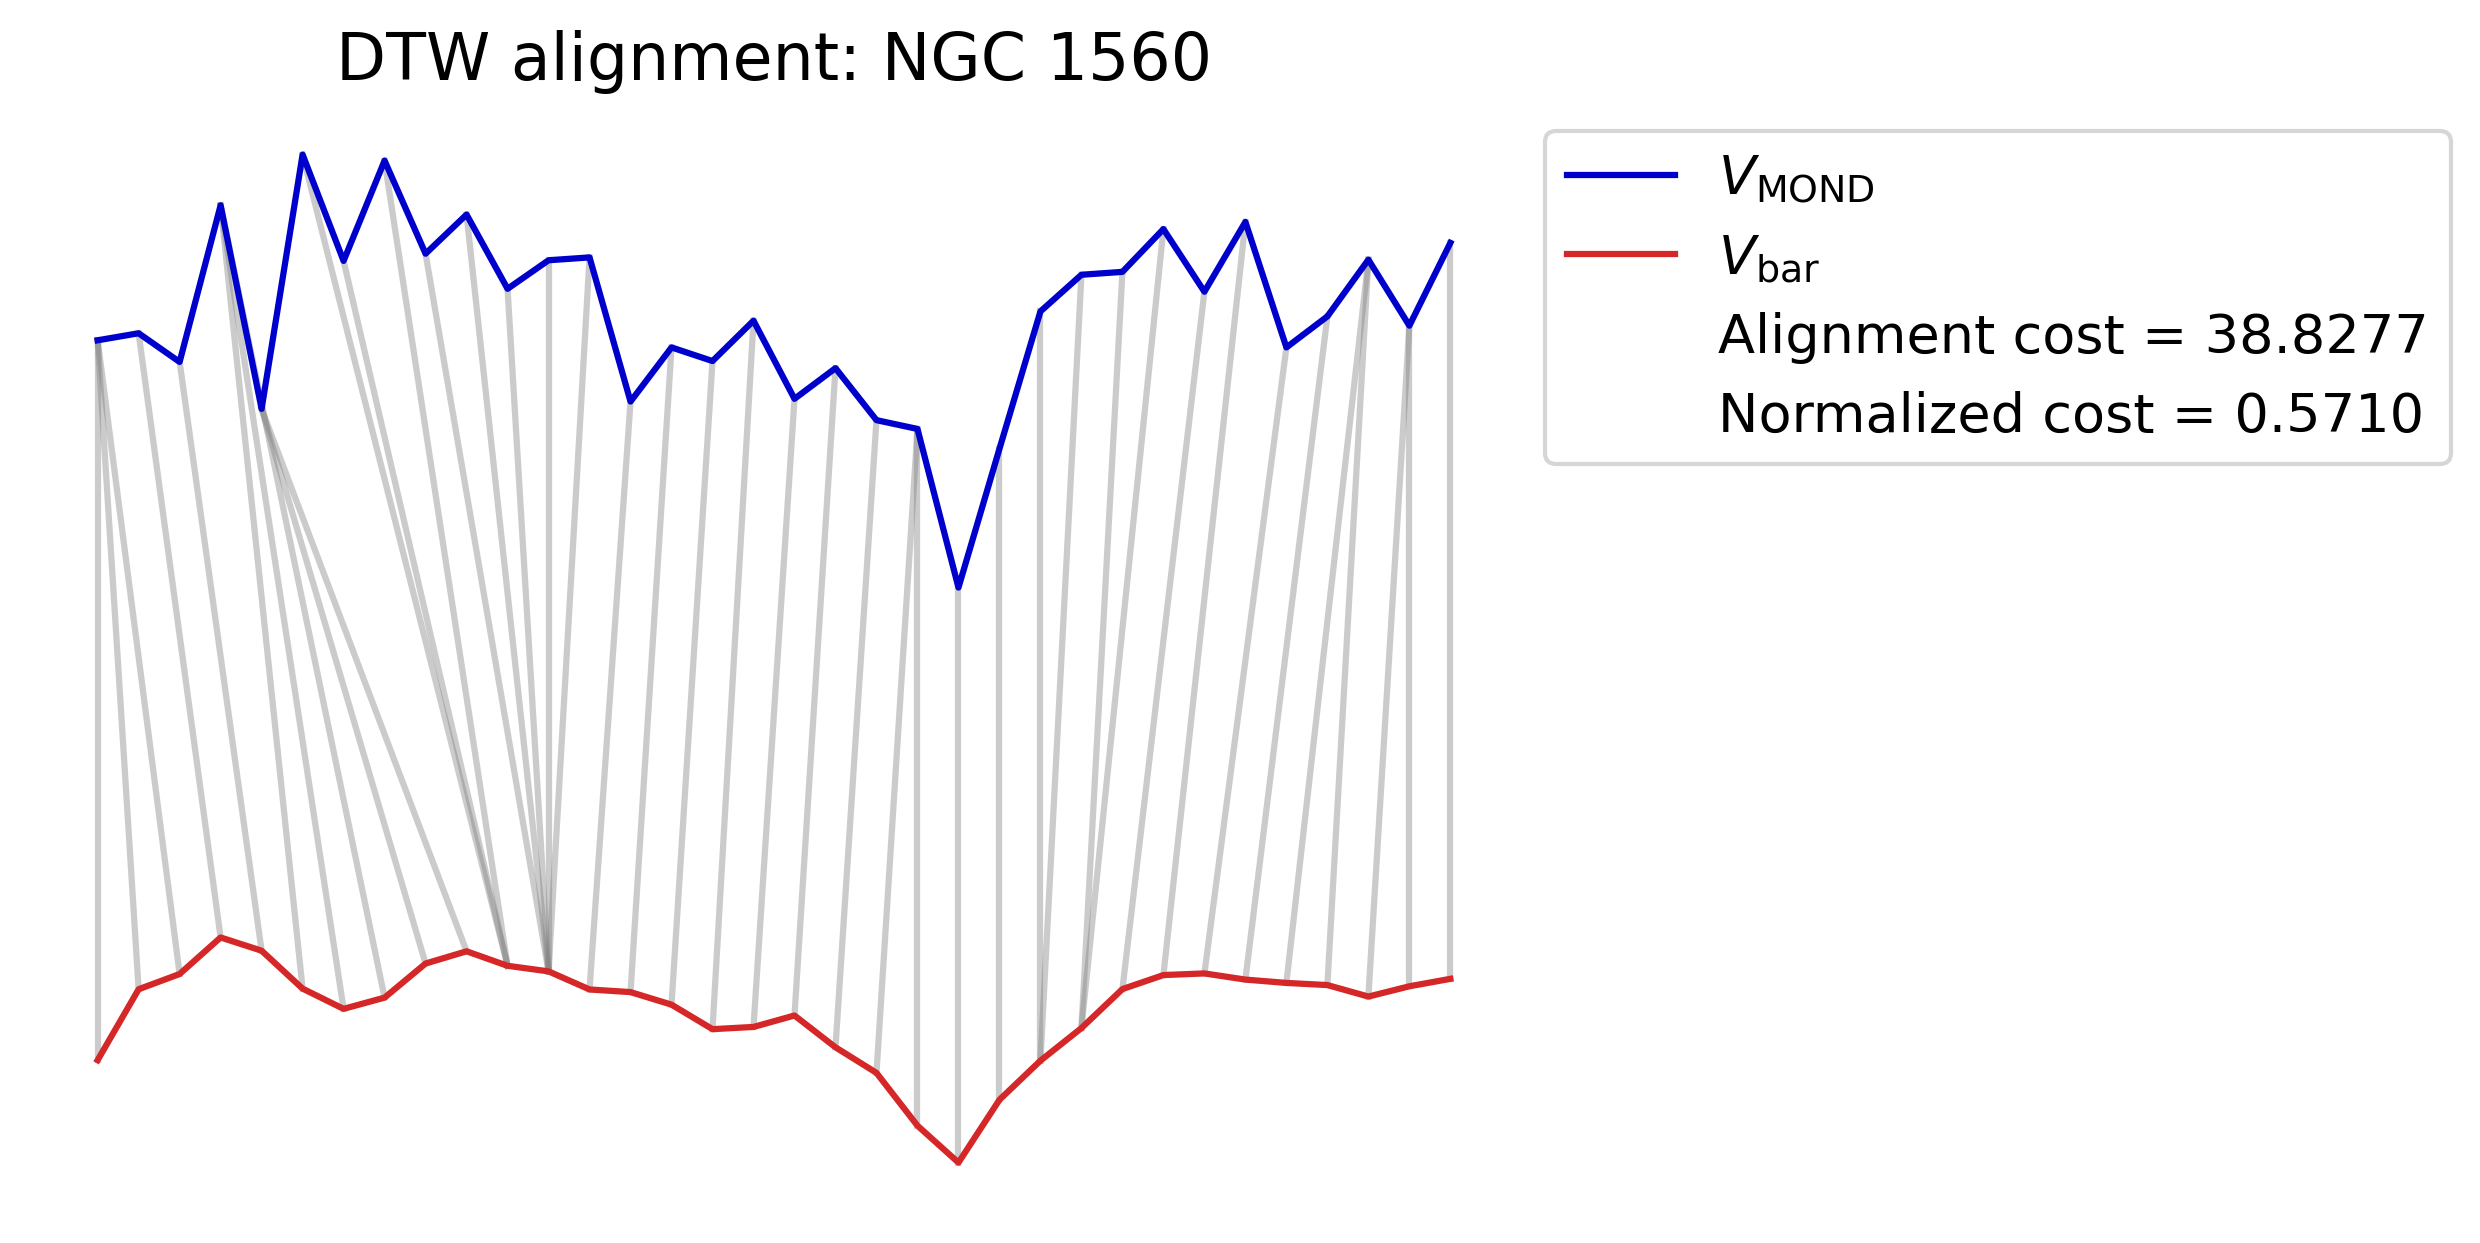 DTW alignment: NGC 1560
V_MOND
V_bar
Alignment cost = 38.8277
Normalized cost = 0.5710